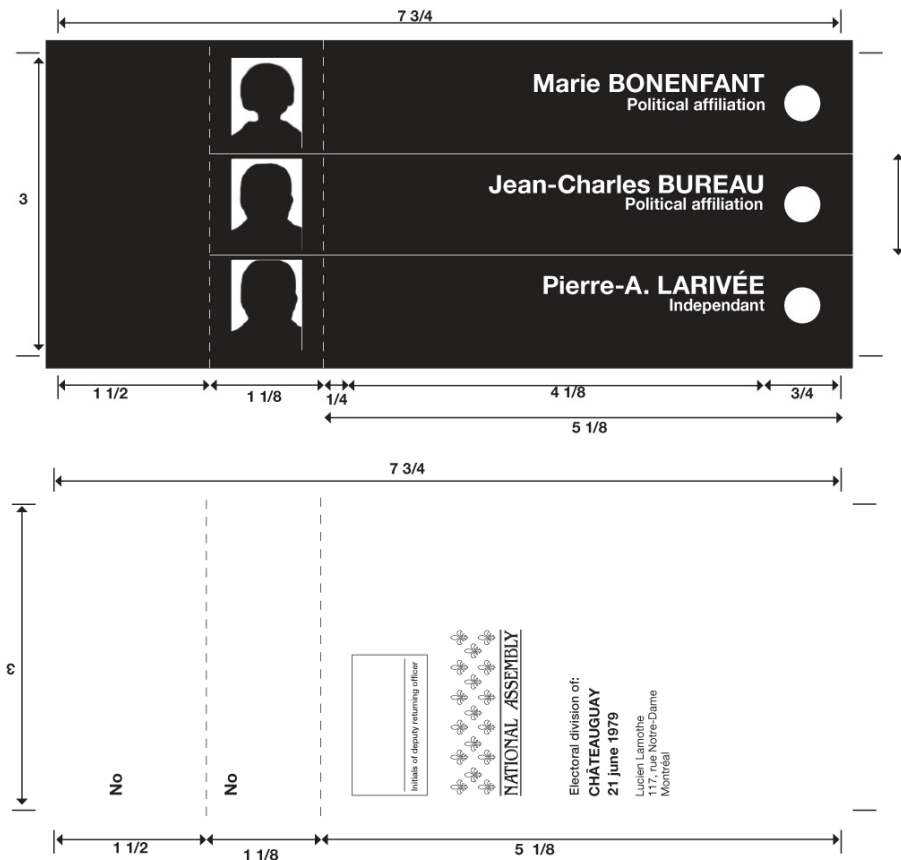 7 3/4
Marie BONENFANT
Political affiliation
3
Jean-Charles BUREAU
Political affiliation
Pierre-A. LARIVÉE
Independant
1 1/2
1 1/8
1/4
4 1/8
3/4
5 1/8
7 3/4
3
No
No
Initials of deputy returning officer
NATIONAL ASSEMBLY
Electoral division of:
CHÂTEAUGUAY
21 june 1979
Lucien Lamothe
117, rue Notre-Dame
Montréal
1 1/2
1 1/8
5 1/8